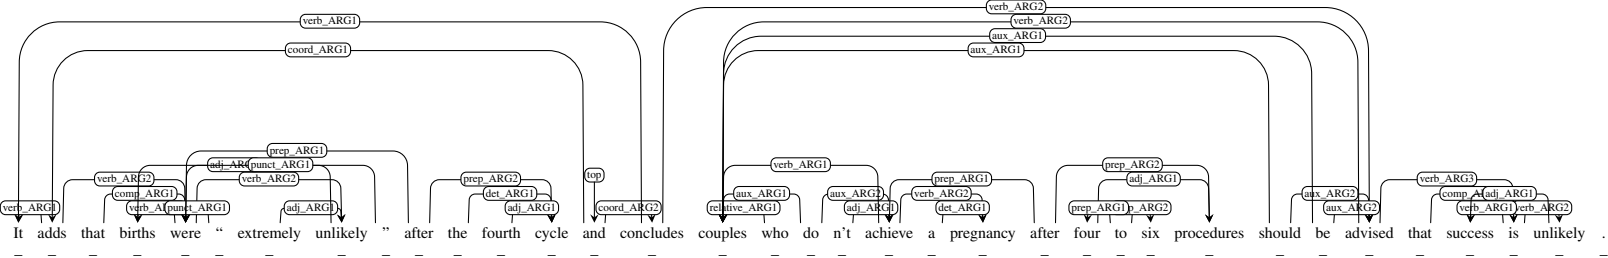 verb_ARG2
verb_ARG1 verb_ARG2
aux_ARG1
coord_ARG1 aux_ARG1
prep_ARG1
punct_ARG1 verb_ARG1 prep_ARG2
top
verb_ARG2 verb_ARG2 prep_ARG2 prep_ARG1 adj_ARG1 verb_ARG3
comp_ARG1 det_ARG1 aux_ARG1 aux_ARG2 verb_ARG2 aux_ARG2 adj_ARG1
verb_ARG1 punct_ARG1 adj_ARG1 adj_ARG1 coord_ARG2 relative_ARG1 adj_ARG1 det_ARG1 prep_ARG1 aux_ARG2 verb_ARG1 verb_ARG2
It adds that births were “ extremely unlikely ” after the fourth cycle and concludes couples who do n't achieve a pregnancy after four to six procedures should be advised that success is unlikely .
_ _ _ _ _ _ _ _ _ _ _ _ _ _ _ _ _ _ _ _ _ _ _ _ _ _ _ _ _ _ _ _ _ _ _